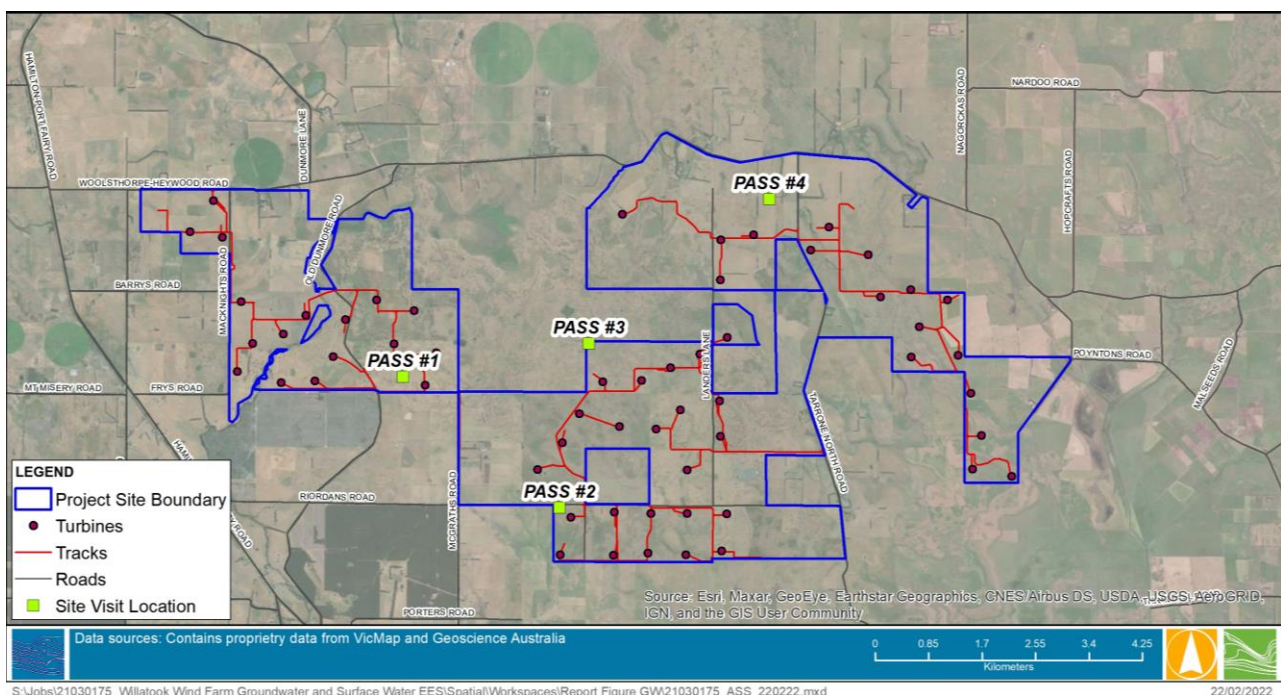 HAMILTON-PORT FAIRY ROAD
DUNMORE LANE
NAGORCKAS ROAD
NARDOO ROAD
HOPCRAFTS ROAD
WOOLSTHORPE-HEYWOOD ROAD
PASS #4
OLD DUNMORE ROAD
MACKNIGHTS ROAD
BARRYS ROAD
PASS #3
PASS #1
LANDERS LANE
POYNTONS ROAD
MT MISERY ROAD
FRYS ROAD
MALSEEDS ROAD
TARRONE NORTH ROAD
LEGEND
Project Site Boundary
Turbines
Tracks
Roads
Site Visit Location
RIORDANS ROAD
MCGRATHS ROAD
PASS #2
PORTERS ROAD
Source: Esri, Maxar, GeoEye, Earthstar Geographics, CNES/Airbus DS, USDA, USGS, AeroGRID,
IGN, and the GIS User Community
Data sources: Contains proprietry data from VicMap and Geoscience Australia
0 0.85 1.7 2.55 3.4 4.25
Kilometers
S:\Jobs\21030175_Willatook Wind Farm Groundwater and Surface Water EES\Spatial\Workspaces\Report Figure GW\21030175_ASS_220222.mxd
22/02/2022